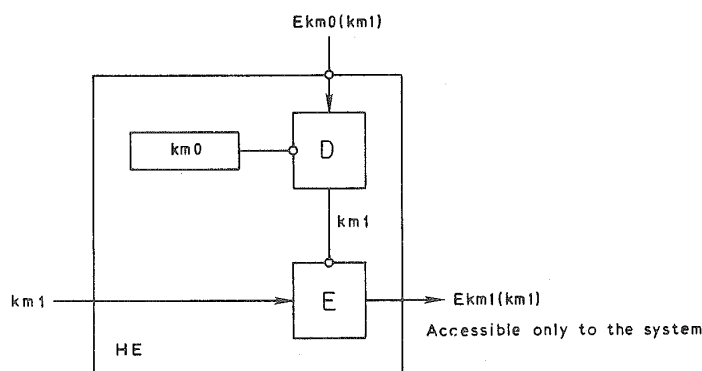 Ekm0(km1)
km0
D
km1
km1
E
Ekm1(km1)
Accessible only to the system
HE